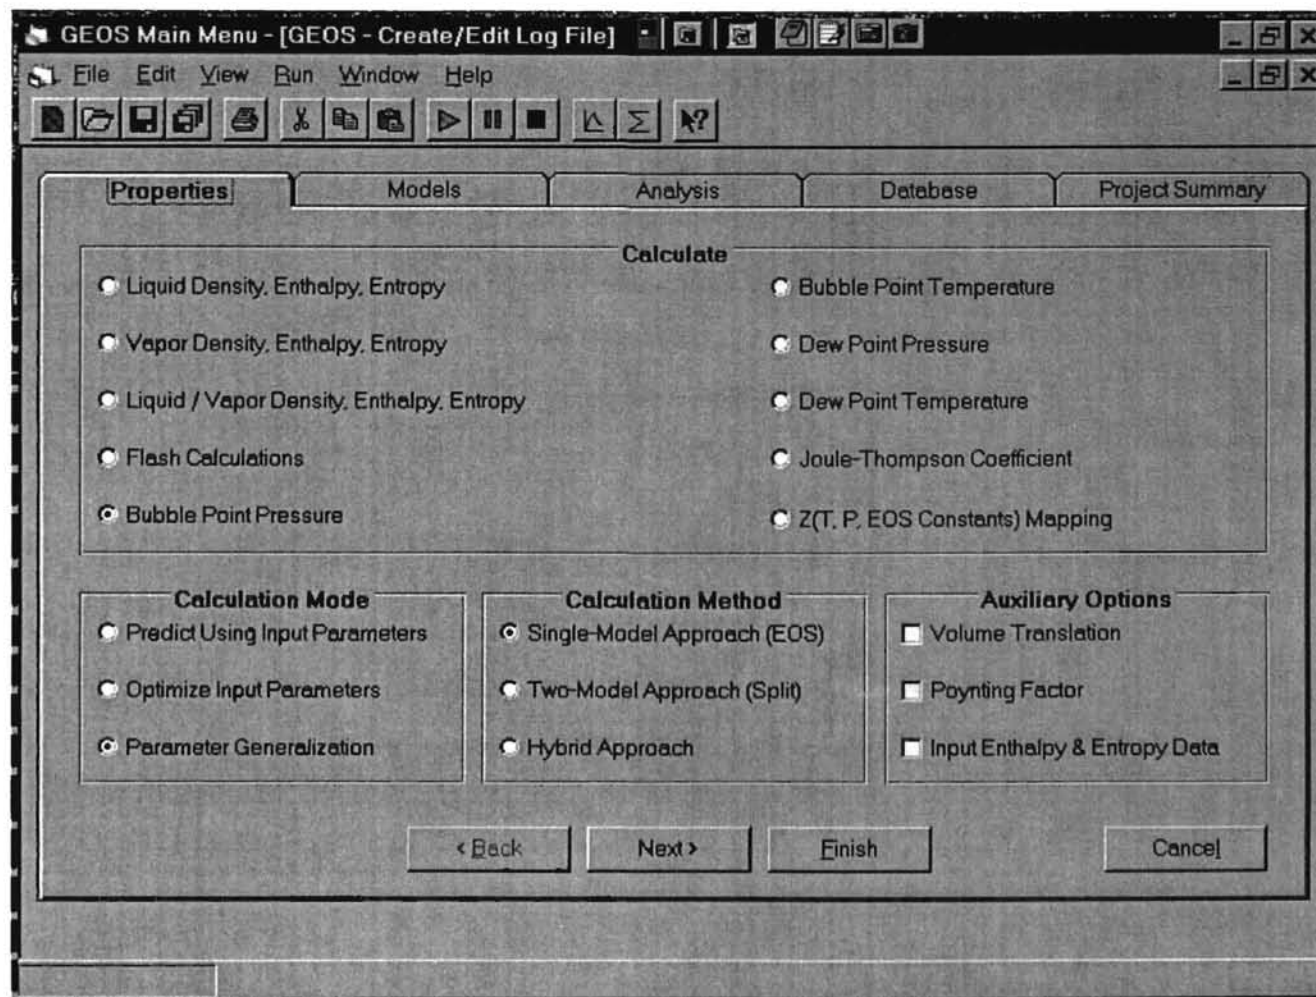 GEOS Main Menu - [GEOS - Create/Edit Log File]
File Edit View Run Window Help
Properties Models Analysis Database Project Summary
Calculate
Liquid Density, Enthalpy, Entropy
Vapor Density, Enthalpy, Entropy
Liquid / Vapor Density, Enthalpy, Entropy
Flash Calculations
Bubble Point Pressure
Bubble Point Temperature
Dew Point Pressure
Dew Point Temperature
Joule-Thompson Coefficient
Z(T, P, EOS Constants) Mapping
Calculation Mode
Predict Using Input Parameters
Optimize Input Parameters
Parameter Generalization
Calculation Method
Single-Model Approach (EOS)
Two-Model Approach (Split)
Hybrid Approach
Auxiliary Options
Volume Translation
Poynting Factor
Input Enthalpy & Entropy Data
< Back Next > Finish Cancel